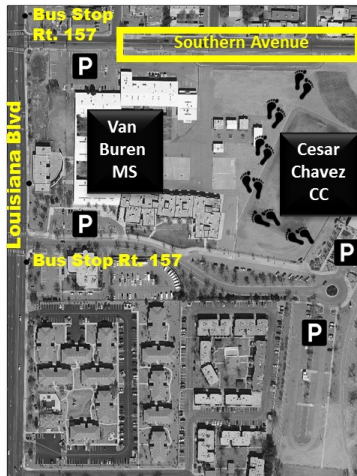 Bus Stop
Rt. 157
Southern Avenue
P
Van
Buren
MS
Cesar
Chavez
CC
Louisiana Blvd
P
P
Bus Stop Rt. 157
P